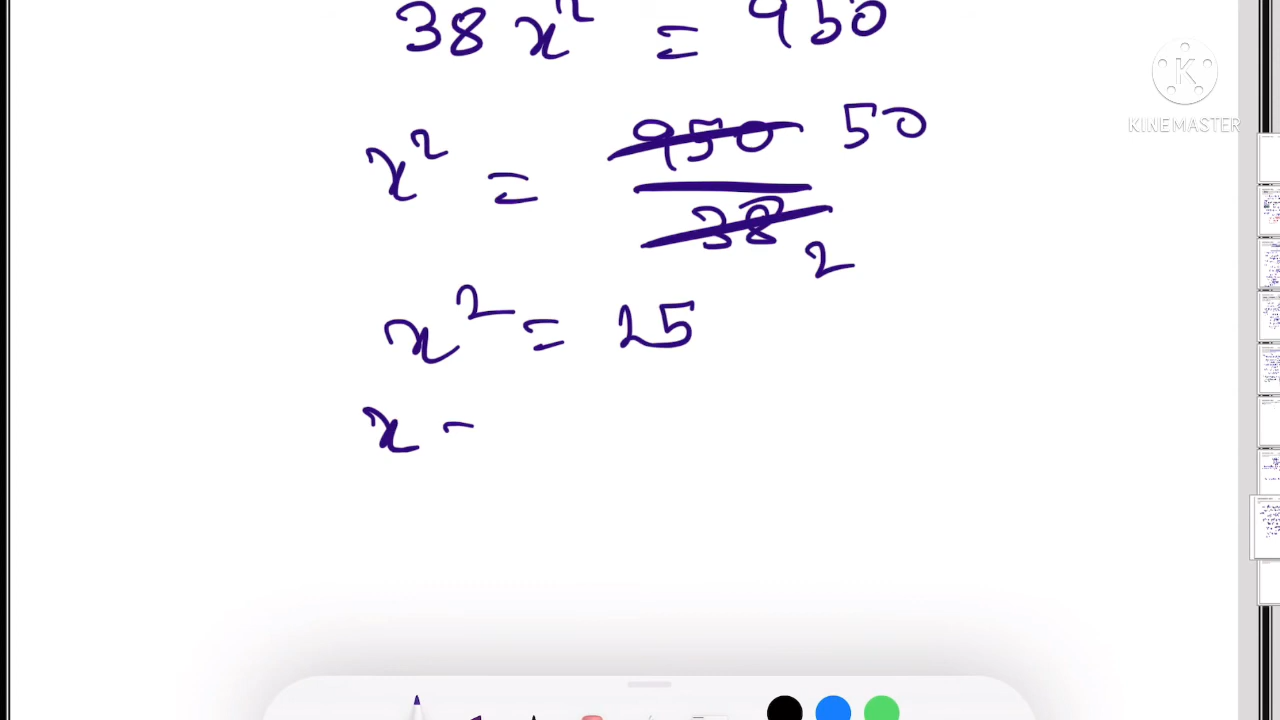 38 x² = 950
KINEMASTER
x² = 950 50
38 2
x² = 25
x -